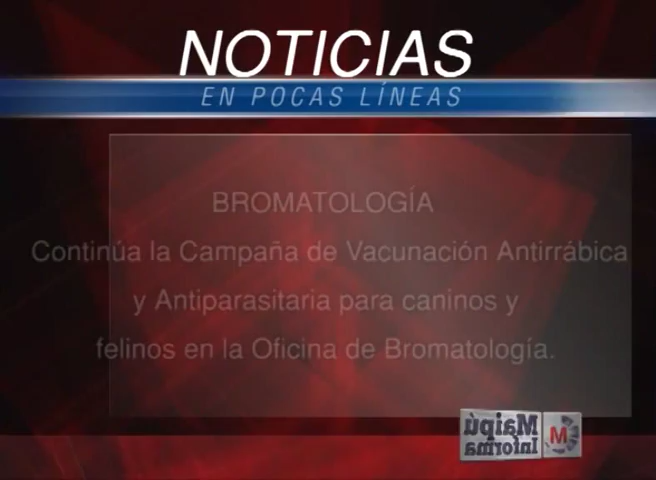 NOTICIAS
EN POCAS LÍNEAS
BROMATOLOGÍA
Continúa la Campaña de Vacunación Antirrábica
y Antiparasitaria para caninos y
felinos en la Oficina de Bromatología.
Maipú
Informa
M